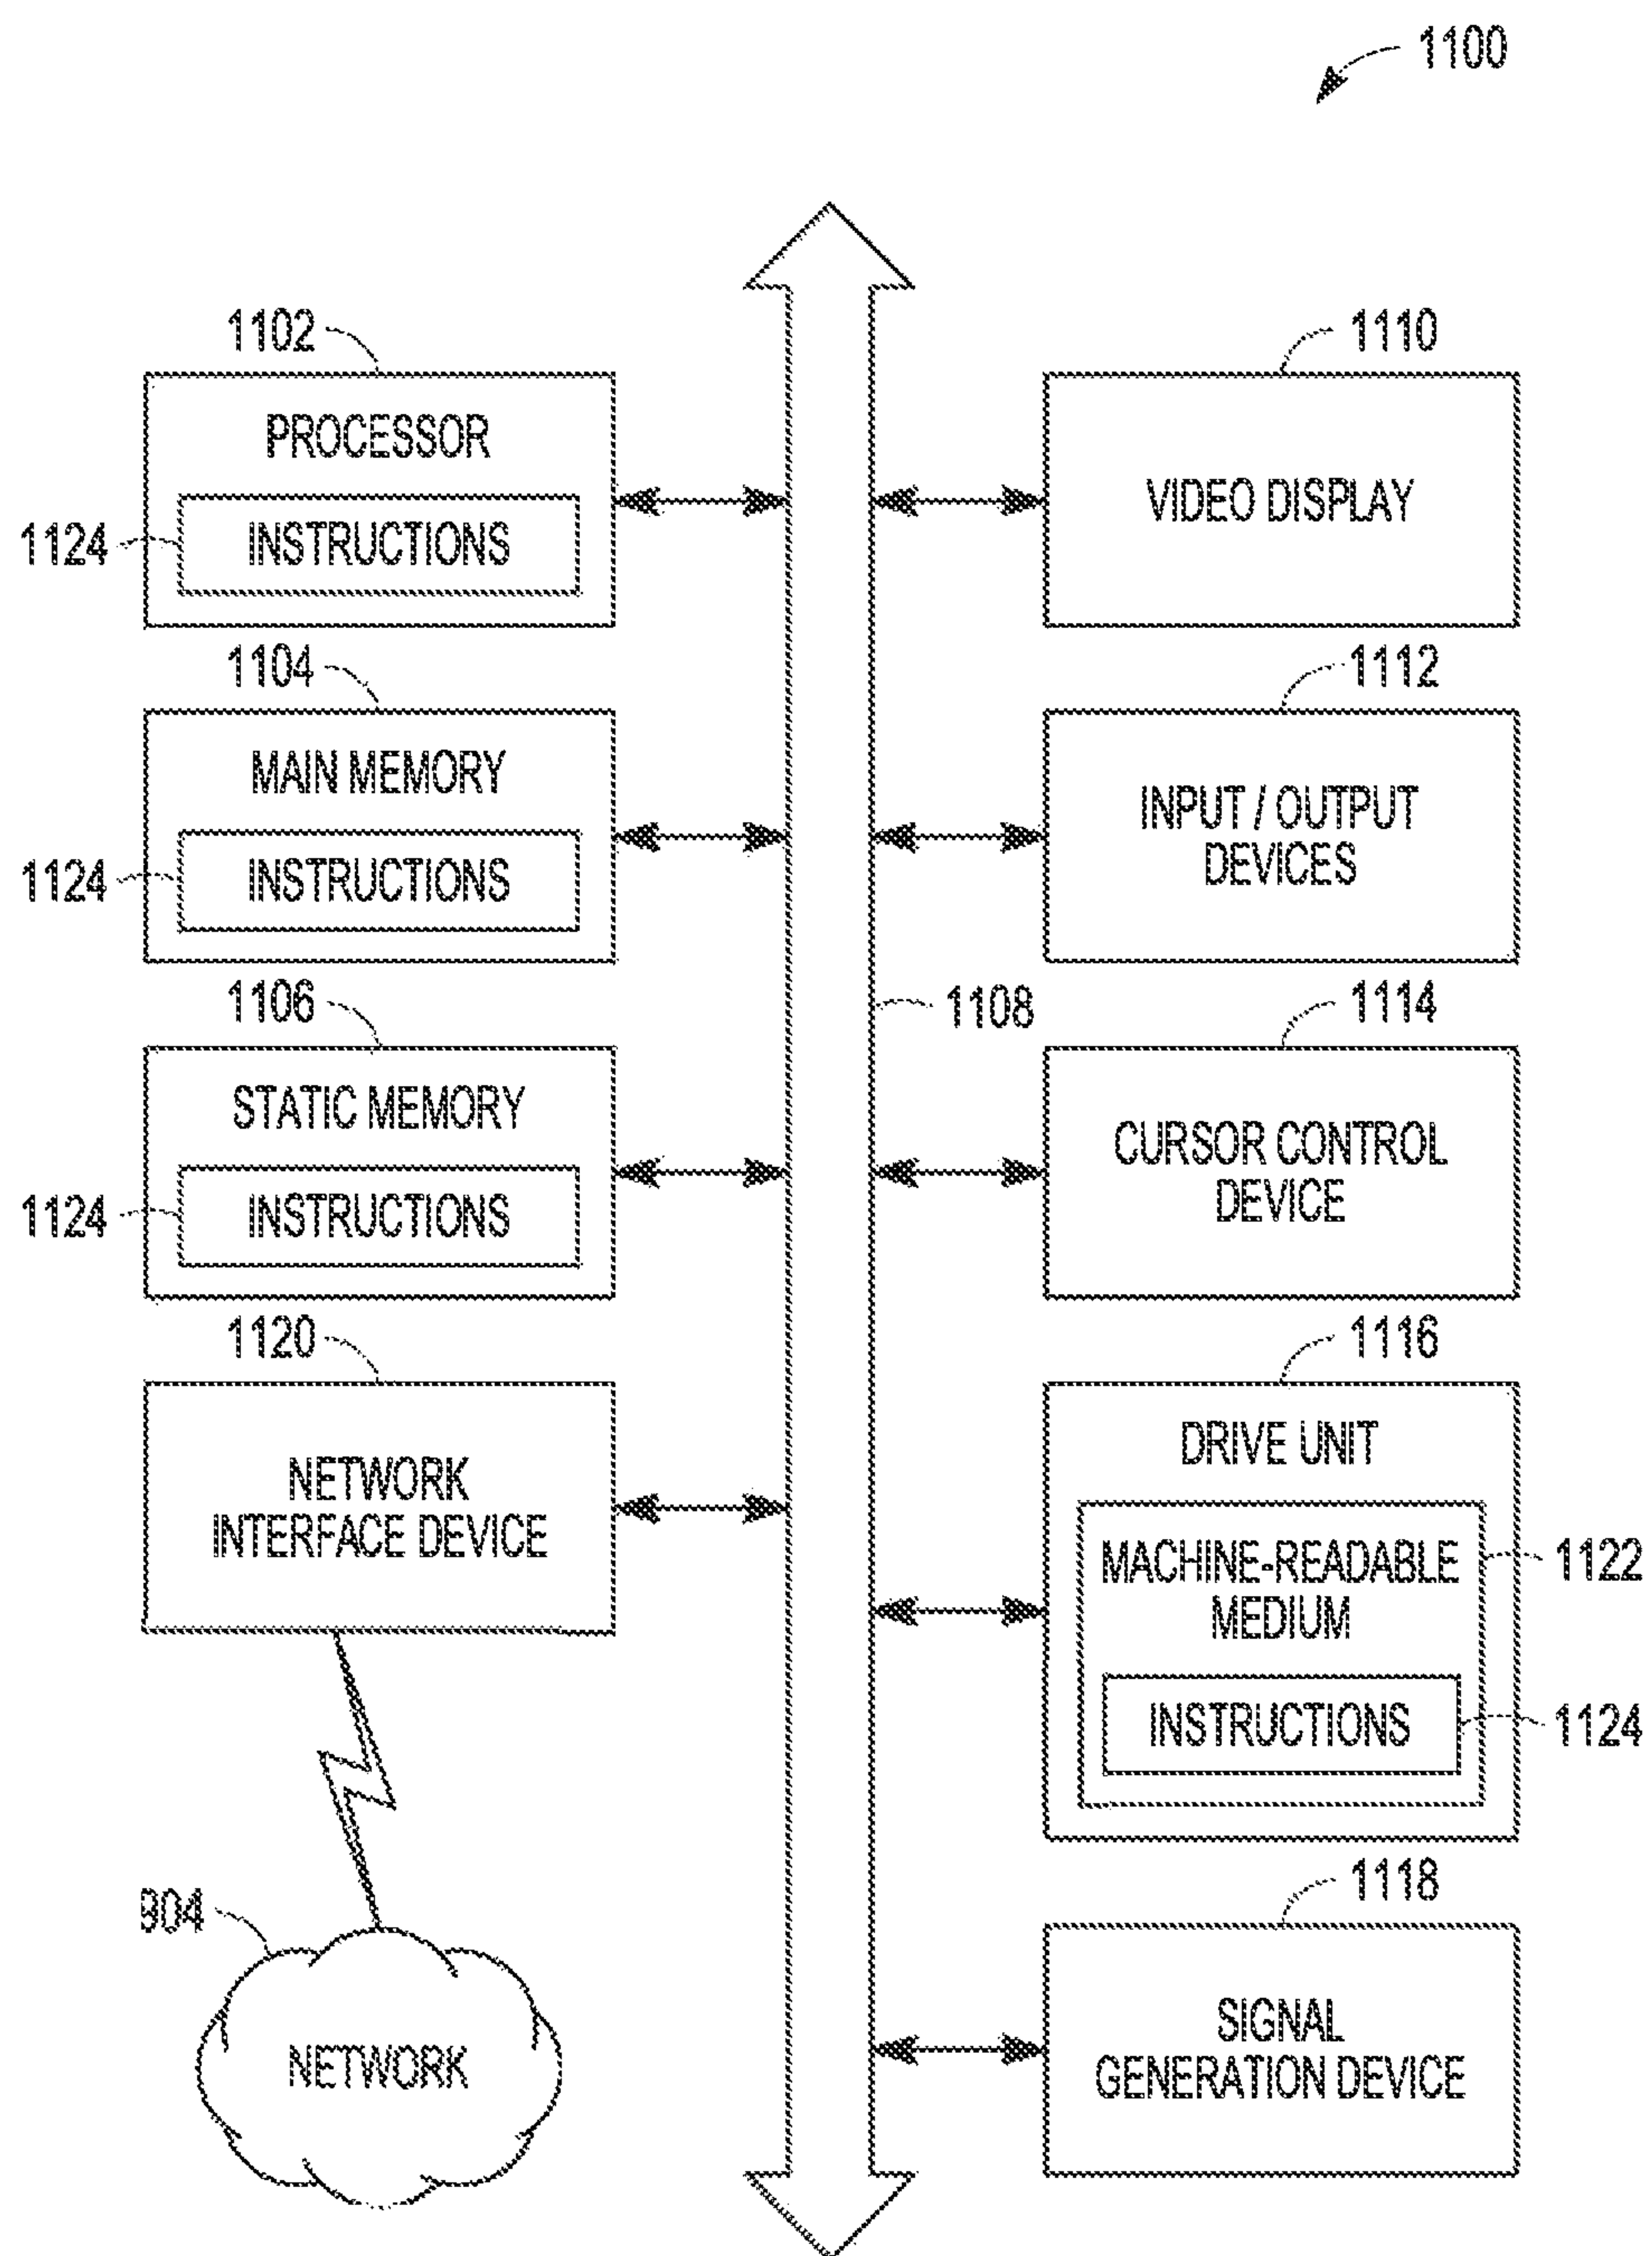 1100
1102
PROCESSOR
1124
INSTRUCTIONS
1104
MAIN MEMORY
1124
INSTRUCTIONS
1106
STATIC MEMORY
1124
INSTRUCTIONS
1120
NETWORK
INTERFACE DEVICE
904
NETWORK
1108
1110
VIDEO DISPLAY
1112
INPUT / OUTPUT
DEVICES
1114
CURSOR CONTROL
DEVICE
1116
DRIVE UNIT
MACHINE-READABLE
MEDIUM
1122
INSTRUCTIONS
1124
1118
SIGNAL
GENERATION DEVICE